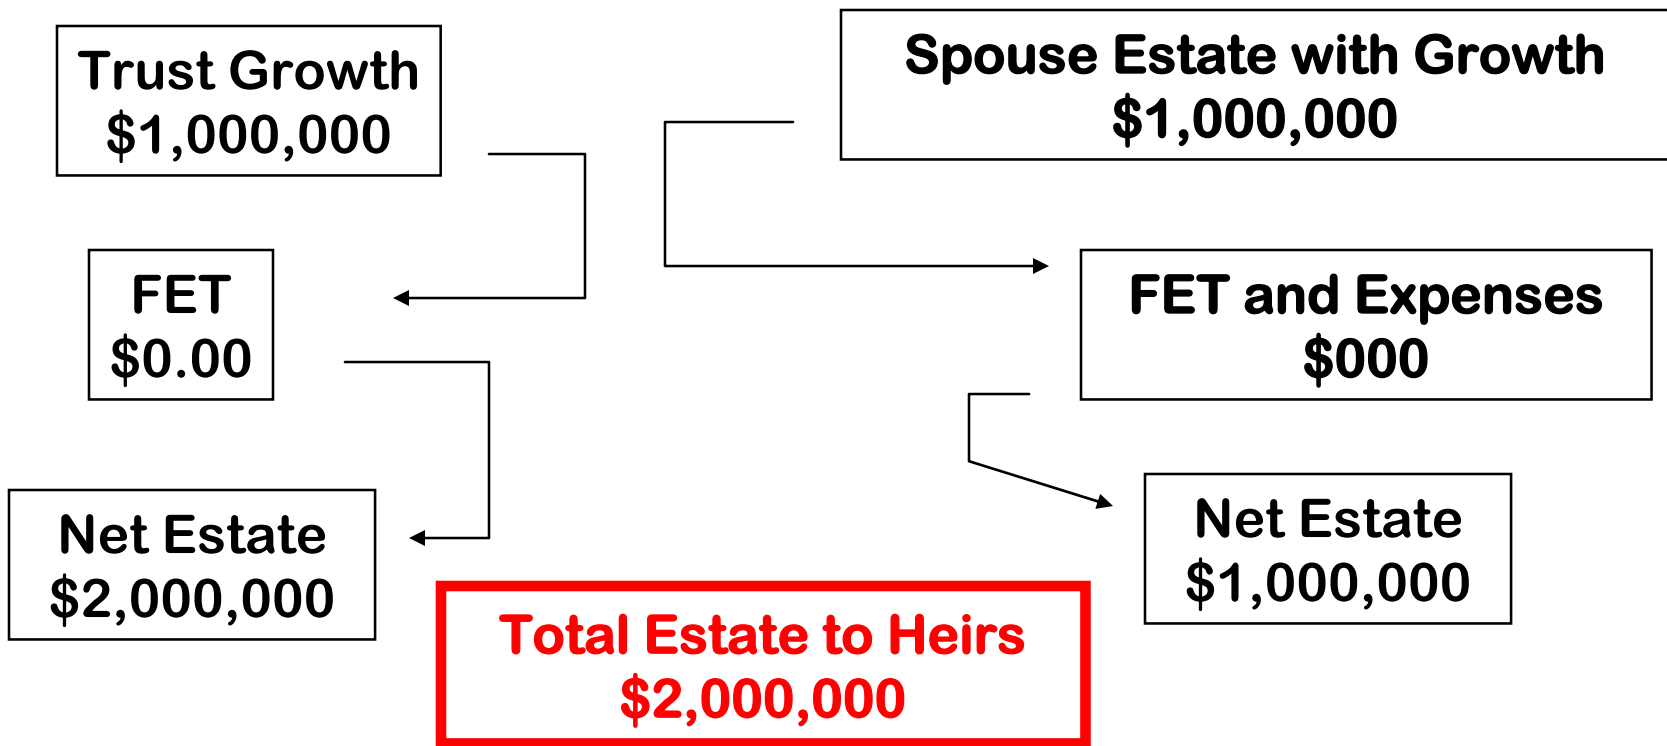 Trust Growth
$1,000,000
Spouse Estate with Growth
$1,000,000
FET
$0.00
FET and Expenses
$000
Net Estate
$2,000,000
Net Estate
$1,000,000
Total Estate to Heirs
$2,000,000